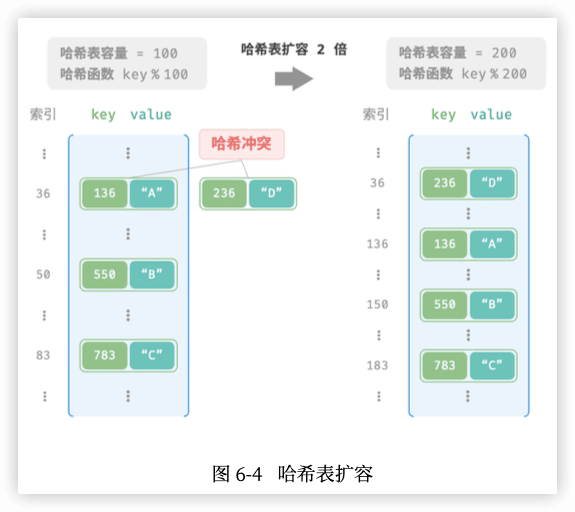 哈希表容量 = 100
哈希函数 key%100
哈希表扩容 2 倍
哈希表容量 = 200
哈希函数 key%200
索引 key value
哈希冲突
36 136 “A” 236 “D”
50 550 “B”
83 783 “C”
索引 key value
36 236 “D”
136 136 “A”
150 550 “B”
183 783 “C”
图 6-4 哈希表扩容